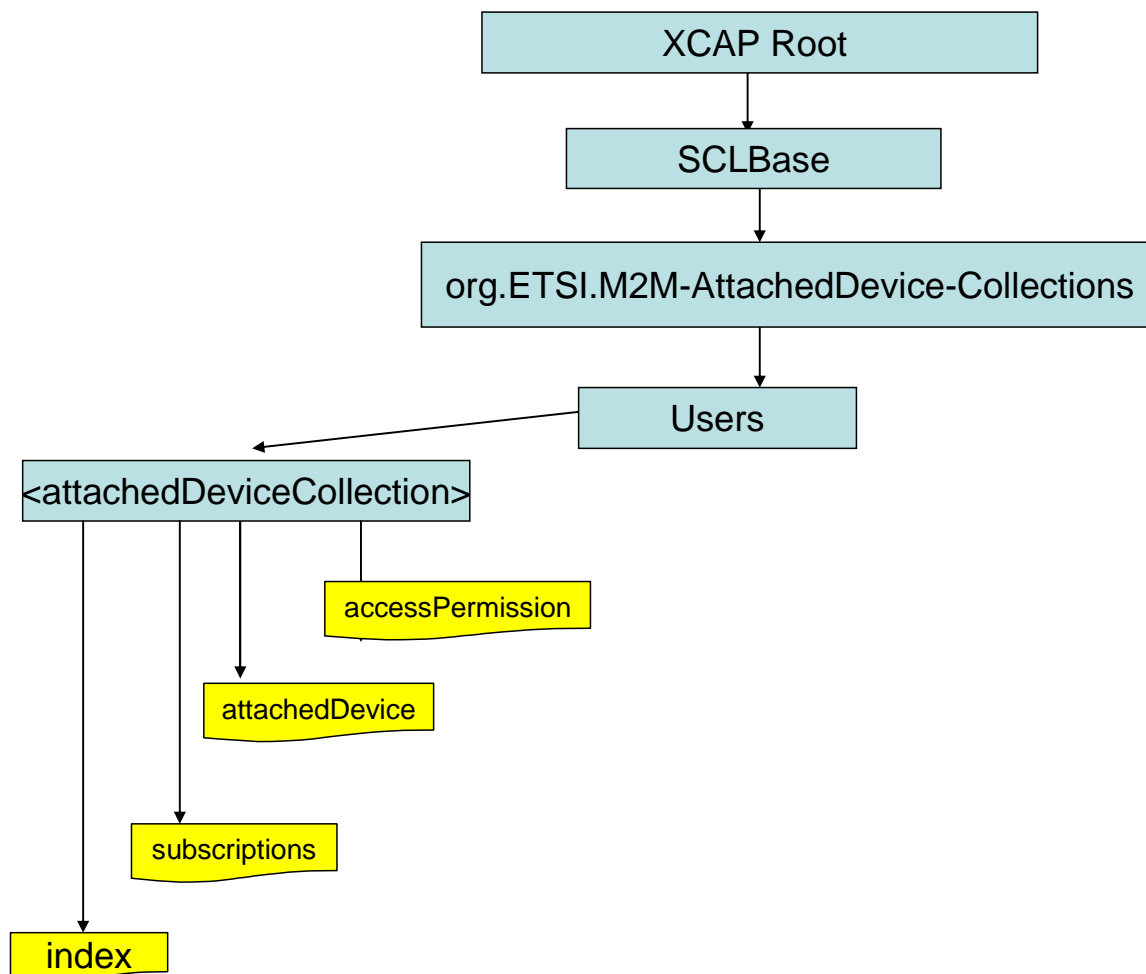 XCAP Root
SCLBase
org.ETSI.M2M-AttachedDevice-Collections
Users
<attachedDeviceCollection>
accessPermission
attachedDevice
subscriptions
index